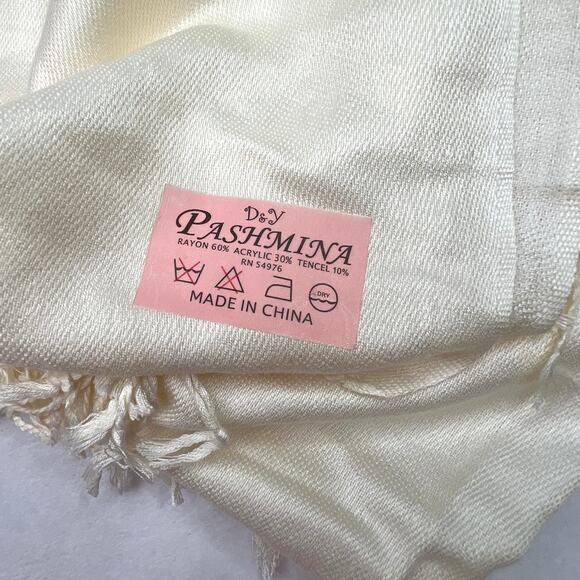 D&Y
PASHMINA
RAYON 60% ACRYLIC 30% TENCEL 10%
RN 54976
DRY
MADE IN CHINA